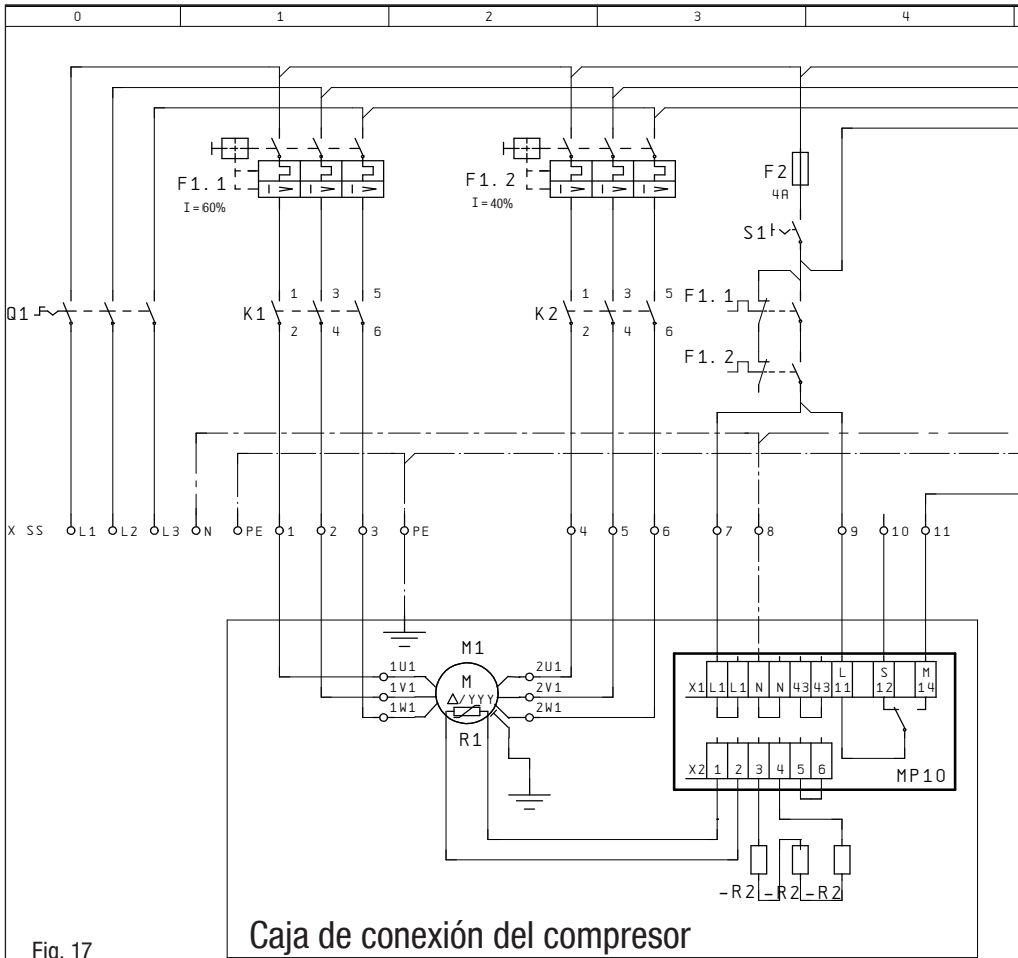 0 1 2 3 4
F1.1
I = 60%
F1.2
I = 40%
F2
4A
S1
Q1
K1
1 3 5
2 4 6
K2
1 3 5
2 4 6
F1.1
F1.2
X SS L1 L2 L3 N PE 1 2 3 PE 4 5 6 7 8 9 10 11
M1
1U1
1V1
1W1
M
△/YYY
R1
2U1
2V1
2W1
L S M
X1 L1 L1 N N 43 43 11 12 14
X2 1 2 3 4 5 6
MP10
-R2 -R2 -R2
Caja de conexión del compresor
Fig. 17
I > I > I >
I > I > I >